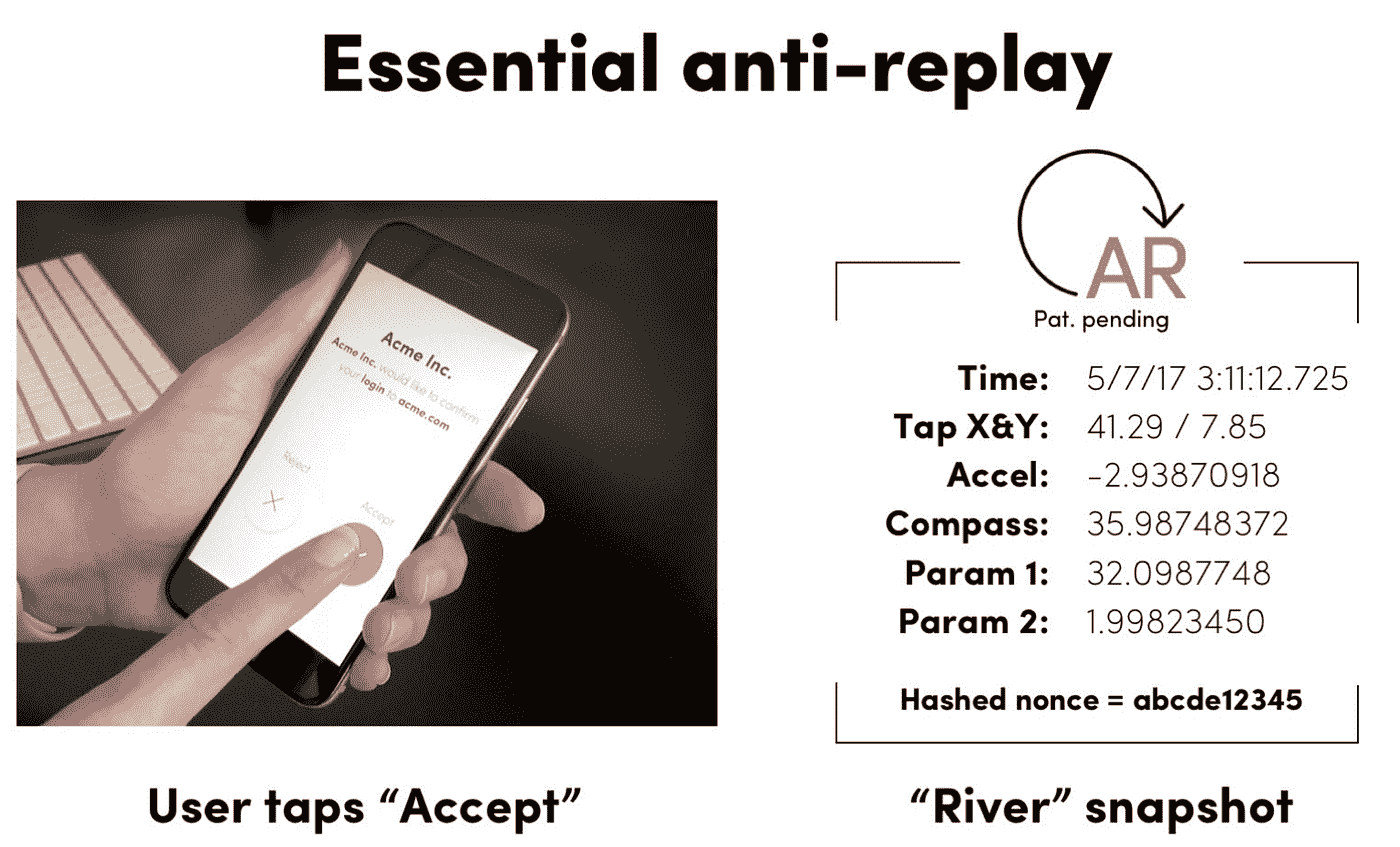 Essential anti-replay
Acme Inc.
Acme Inc. would like to confirm
your login to acme.com
Reject
Accept
User taps “Accept”
AR
Pat. pending
Time: 5/7/17 3:11:12.725
Tap X&Y: 41.29 / 7.85
Accel: -2.93870918
Compass: 35.98748372
Param 1: 32.0987748
Param 2: 1.99823450
Hashed nonce = abcde12345
“River” snapshot